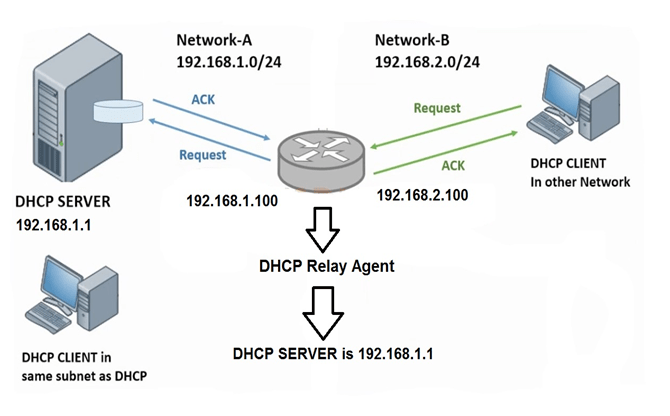 Network-A
192.168.1.0/24
Network-B
192.168.2.0/24
ACK
Request
Request
ACK
DHCP SERVER
192.168.1.1
192.168.1.100
192.168.2.100
DHCP CLIENT
In other Network
DHCP Relay Agent
DHCP SERVER is 192.168.1.1
DHCP CLIENT in
same subnet as DHCP